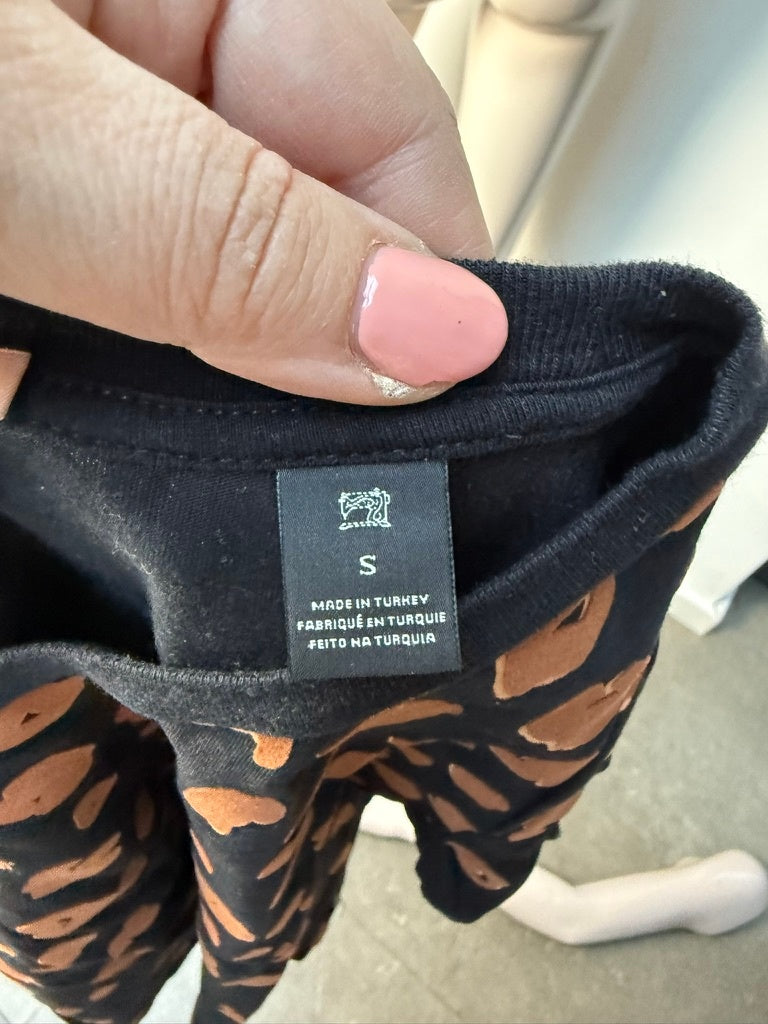 S
MADE IN TURKEY
FABRIQUÉ EN TURQUIE
FEITO NA TURQUIA